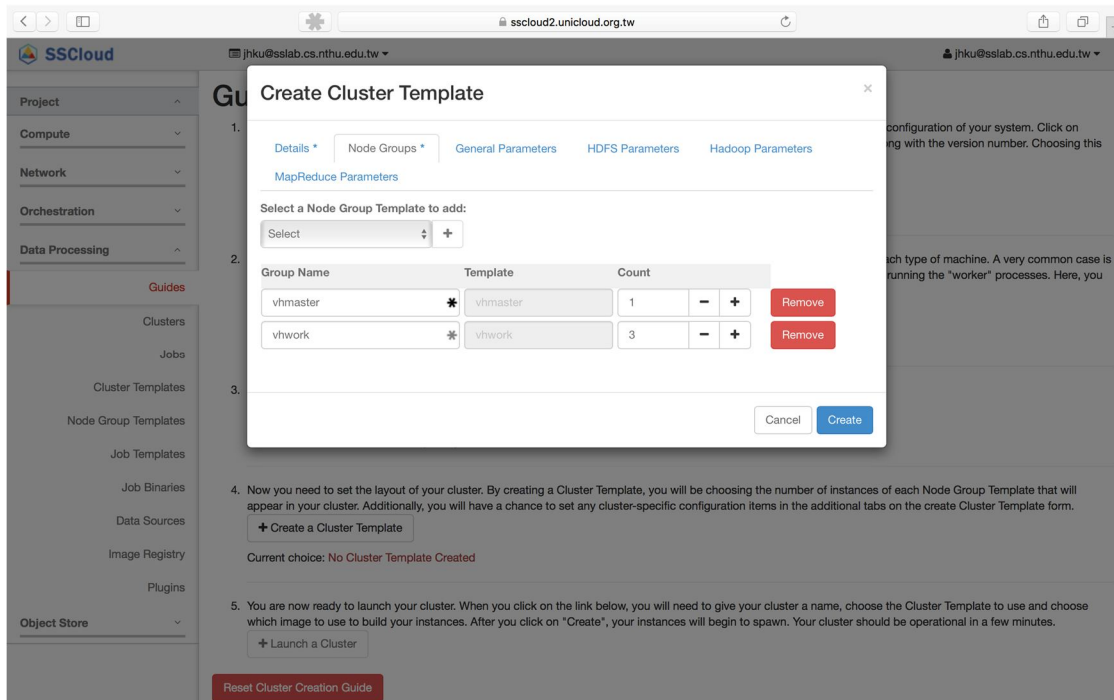 sscloud2.unicloud.org.tw
SSCloud
jhku@sslab.cs.nthu.edu.tw
jhku@sslab.cs.nthu.edu.tw
Project
Compute
Network
Orchestration
Data Processing
Guides
Clusters
Jobs
Cluster Templates
Node Group Templates
Job Templates
Job Binaries
Data Sources
Image Registry
Plugins
Object Store
Gu
1.
configuration of your system. Click on
ng with the version number. Choosing this
2.
ach type of machine. A very common case is
running the "worker" processes. Here, you
3.
Create Cluster Template
×
Details * Node Groups * General Parameters HDFS Parameters Hadoop Parameters
MapReduce Parameters
Select a Node Group Template to add:
Select +
Group Name Template Count
vhmaster vhmaster 1 − + Remove
vhwork vhwork 3 − + Remove
Cancel Create
4. Now you need to set the layout of your cluster. By creating a Cluster Template, you will be choosing the number of instances of each Node Group Template that will
appear in your cluster. Additionally, you will have a chance to set any cluster-specific configuration items in the additional tabs on the create Cluster Template form.
+ Create a Cluster Template
Current choice: No Cluster Template Created
5. You are now ready to launch your cluster. When you click on the link below, you will need to give your cluster a name, choose the Cluster Template to use and choose
which image to use to build your instances. After you click on "Create", your instances will begin to spawn. Your cluster should be operational in a few minutes.
+ Launch a Cluster
Reset Cluster Creation Guide